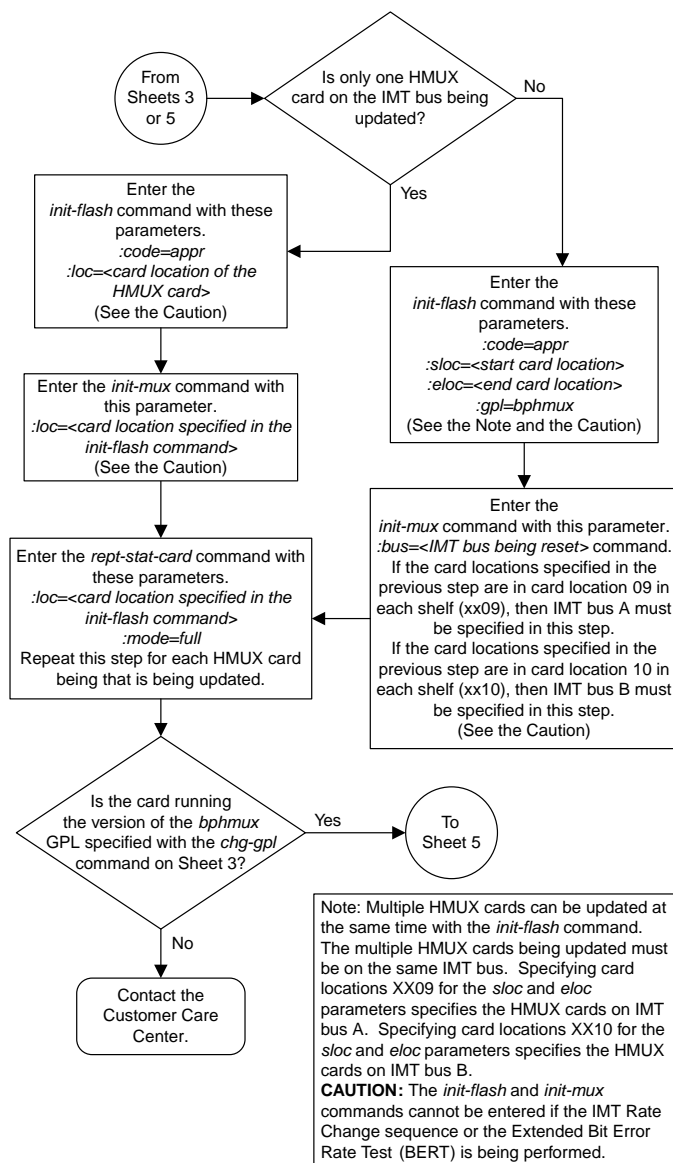 From
Sheets 3
or 5
Is only one HMUX
card on the IMT bus being
updated?
No
Yes
Enter the
init-flash command with these
parameters.
:code=appr
:loc=<card location of the
HMUX card>
(See the Caution)
Enter the
init-flash command with these
parameters.
:code=appr
:sloc=<start card location>
:eloc=<end card location>
:gpl=bphmux
(See the Note and the Caution)
Enter the init-mux command with
this parameter.
:loc=<card location specified in the
init-flash command>
(See the Caution)
Enter the
init-mux command with this parameter.
:bus=<IMT bus being reset> command.
If the card locations specified in the
previous step are in card location 09 in
each shelf (xx09), then IMT bus A must
be specified in this step.
If the card locations specified in the
previous step are in card location 10 in
each shelf (xx10), then IMT bus B must
be specified in this step.
(See the Caution)
Enter the rept-stat-card command with
these parameters.
:loc=<card location specified in the
init-flash command>
:mode=full
Repeat this step for each HMUX card
being that is being updated.
Is the card running
the version of the bphmux
GPL specified with the chg-gpl
command on Sheet 3?
Yes
To
Sheet 5
No
Contact the
Customer Care
Center.
Note: Multiple HMUX cards can be updated at
the same time with the init-flash command.
The multiple HMUX cards being updated must
be on the same IMT bus.  Specifying card
locations XX09 for the sloc and eloc
parameters specifies the HMUX cards on IMT
bus A.  Specifying card locations XX10 for the
sloc and eloc parameters specifies the HMUX
cards on IMT bus B.
CAUTION: The init-flash and init-mux
commands cannot be entered if the IMT Rate
Change sequence or the Extended Bit Error
Rate Test (BERT) is being performed.